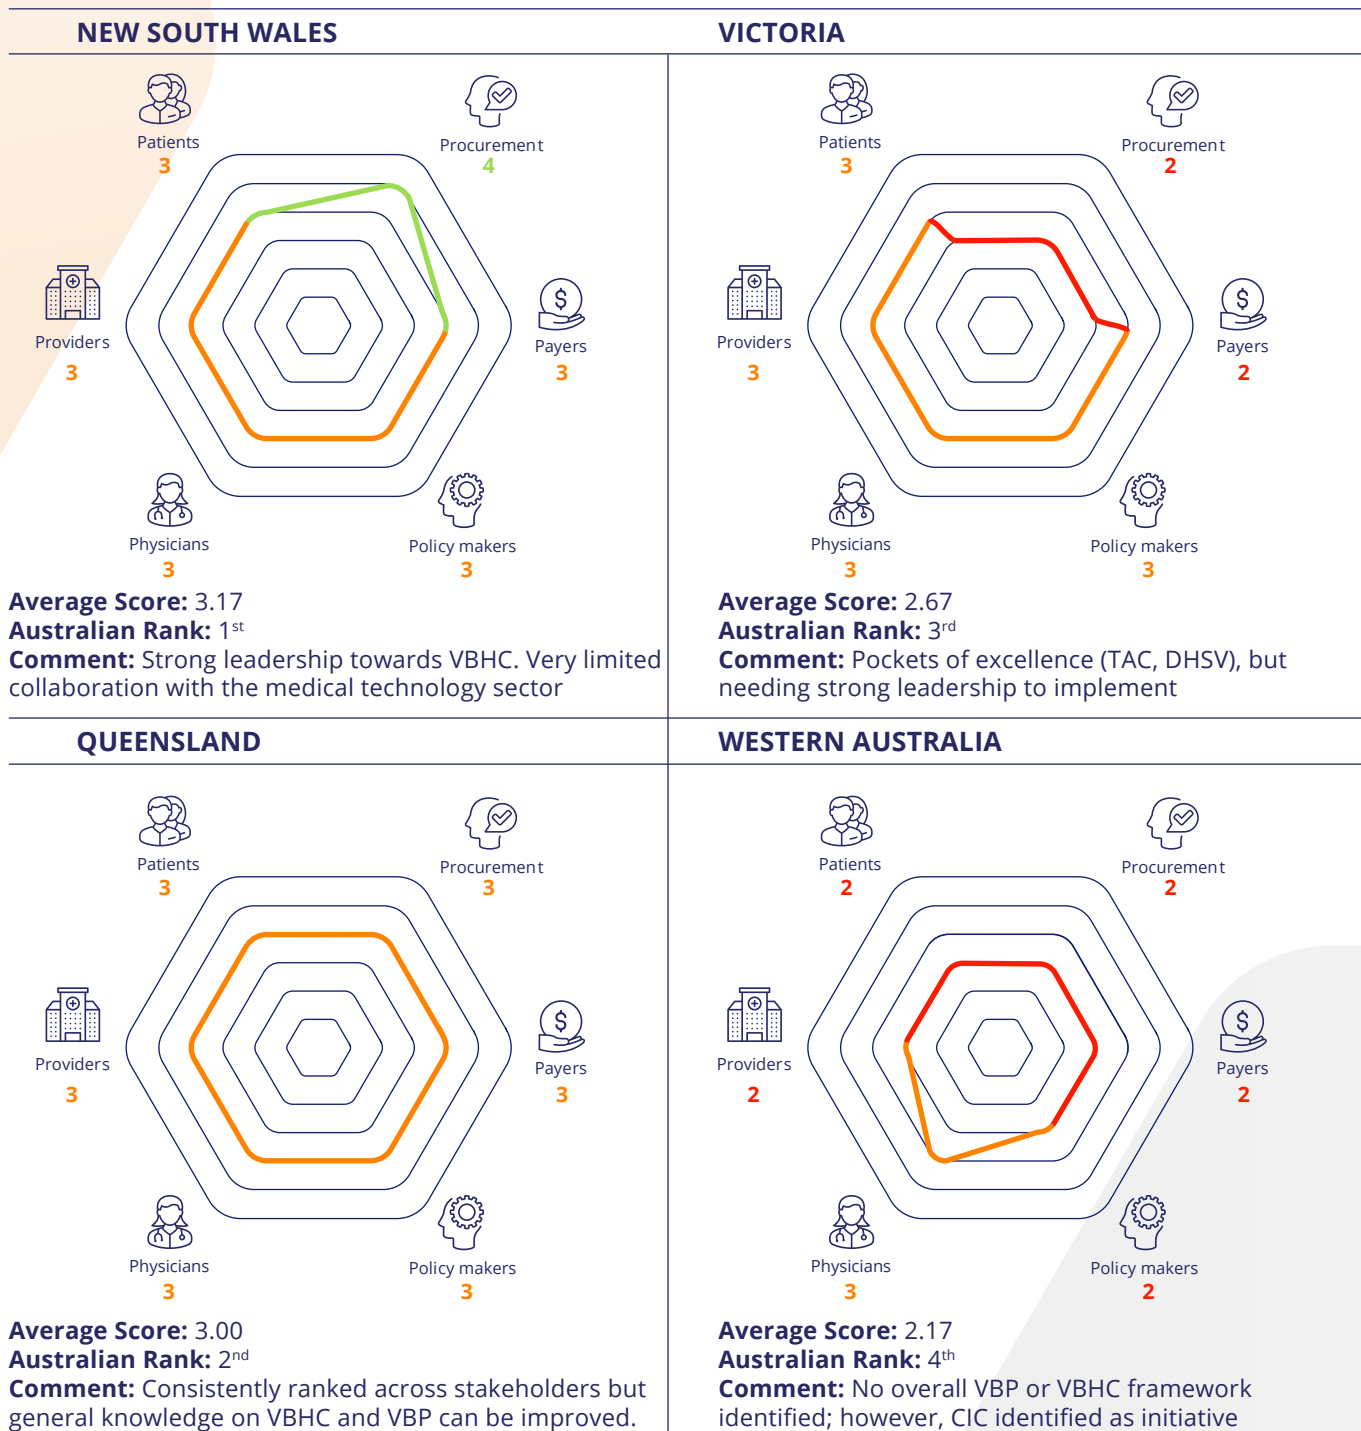 NEW SOUTH WALES
Patients
3
Procurement
4
Providers
3
$
Payers
3
Physicians
3
Policy makers
3
Average Score: 3.17
Australian Rank: 1st
Comment: Strong leadership towards VBHC. Very limited
collaboration with the medical technology sector
VICTORIA
Patients
3
Procurement
2
Providers
3
$
Payers
2
Physicians
3
Policy makers
3
Average Score: 2.67
Australian Rank: 3rd
Comment: Pockets of excellence (TAC, DHSV), but
needing strong leadership to implement
QUEENSLAND
Patients
3
Procurement
3
Providers
3
$
Payers
3
Physicians
3
Policy makers
3
Average Score: 3.00
Australian Rank: 2nd
Comment: Consistently ranked across stakeholders but
general knowledge on VBHC and VBP can be improved.
WESTERN AUSTRALIA
Patients
2
Procurement
2
Providers
2
$
Payers
2
Physicians
3
Policy makers
2
Average Score: 2.17
Australian Rank: 4th
Comment: No overall VBP or VBHC framework
identified; however, CIC identified as initiative